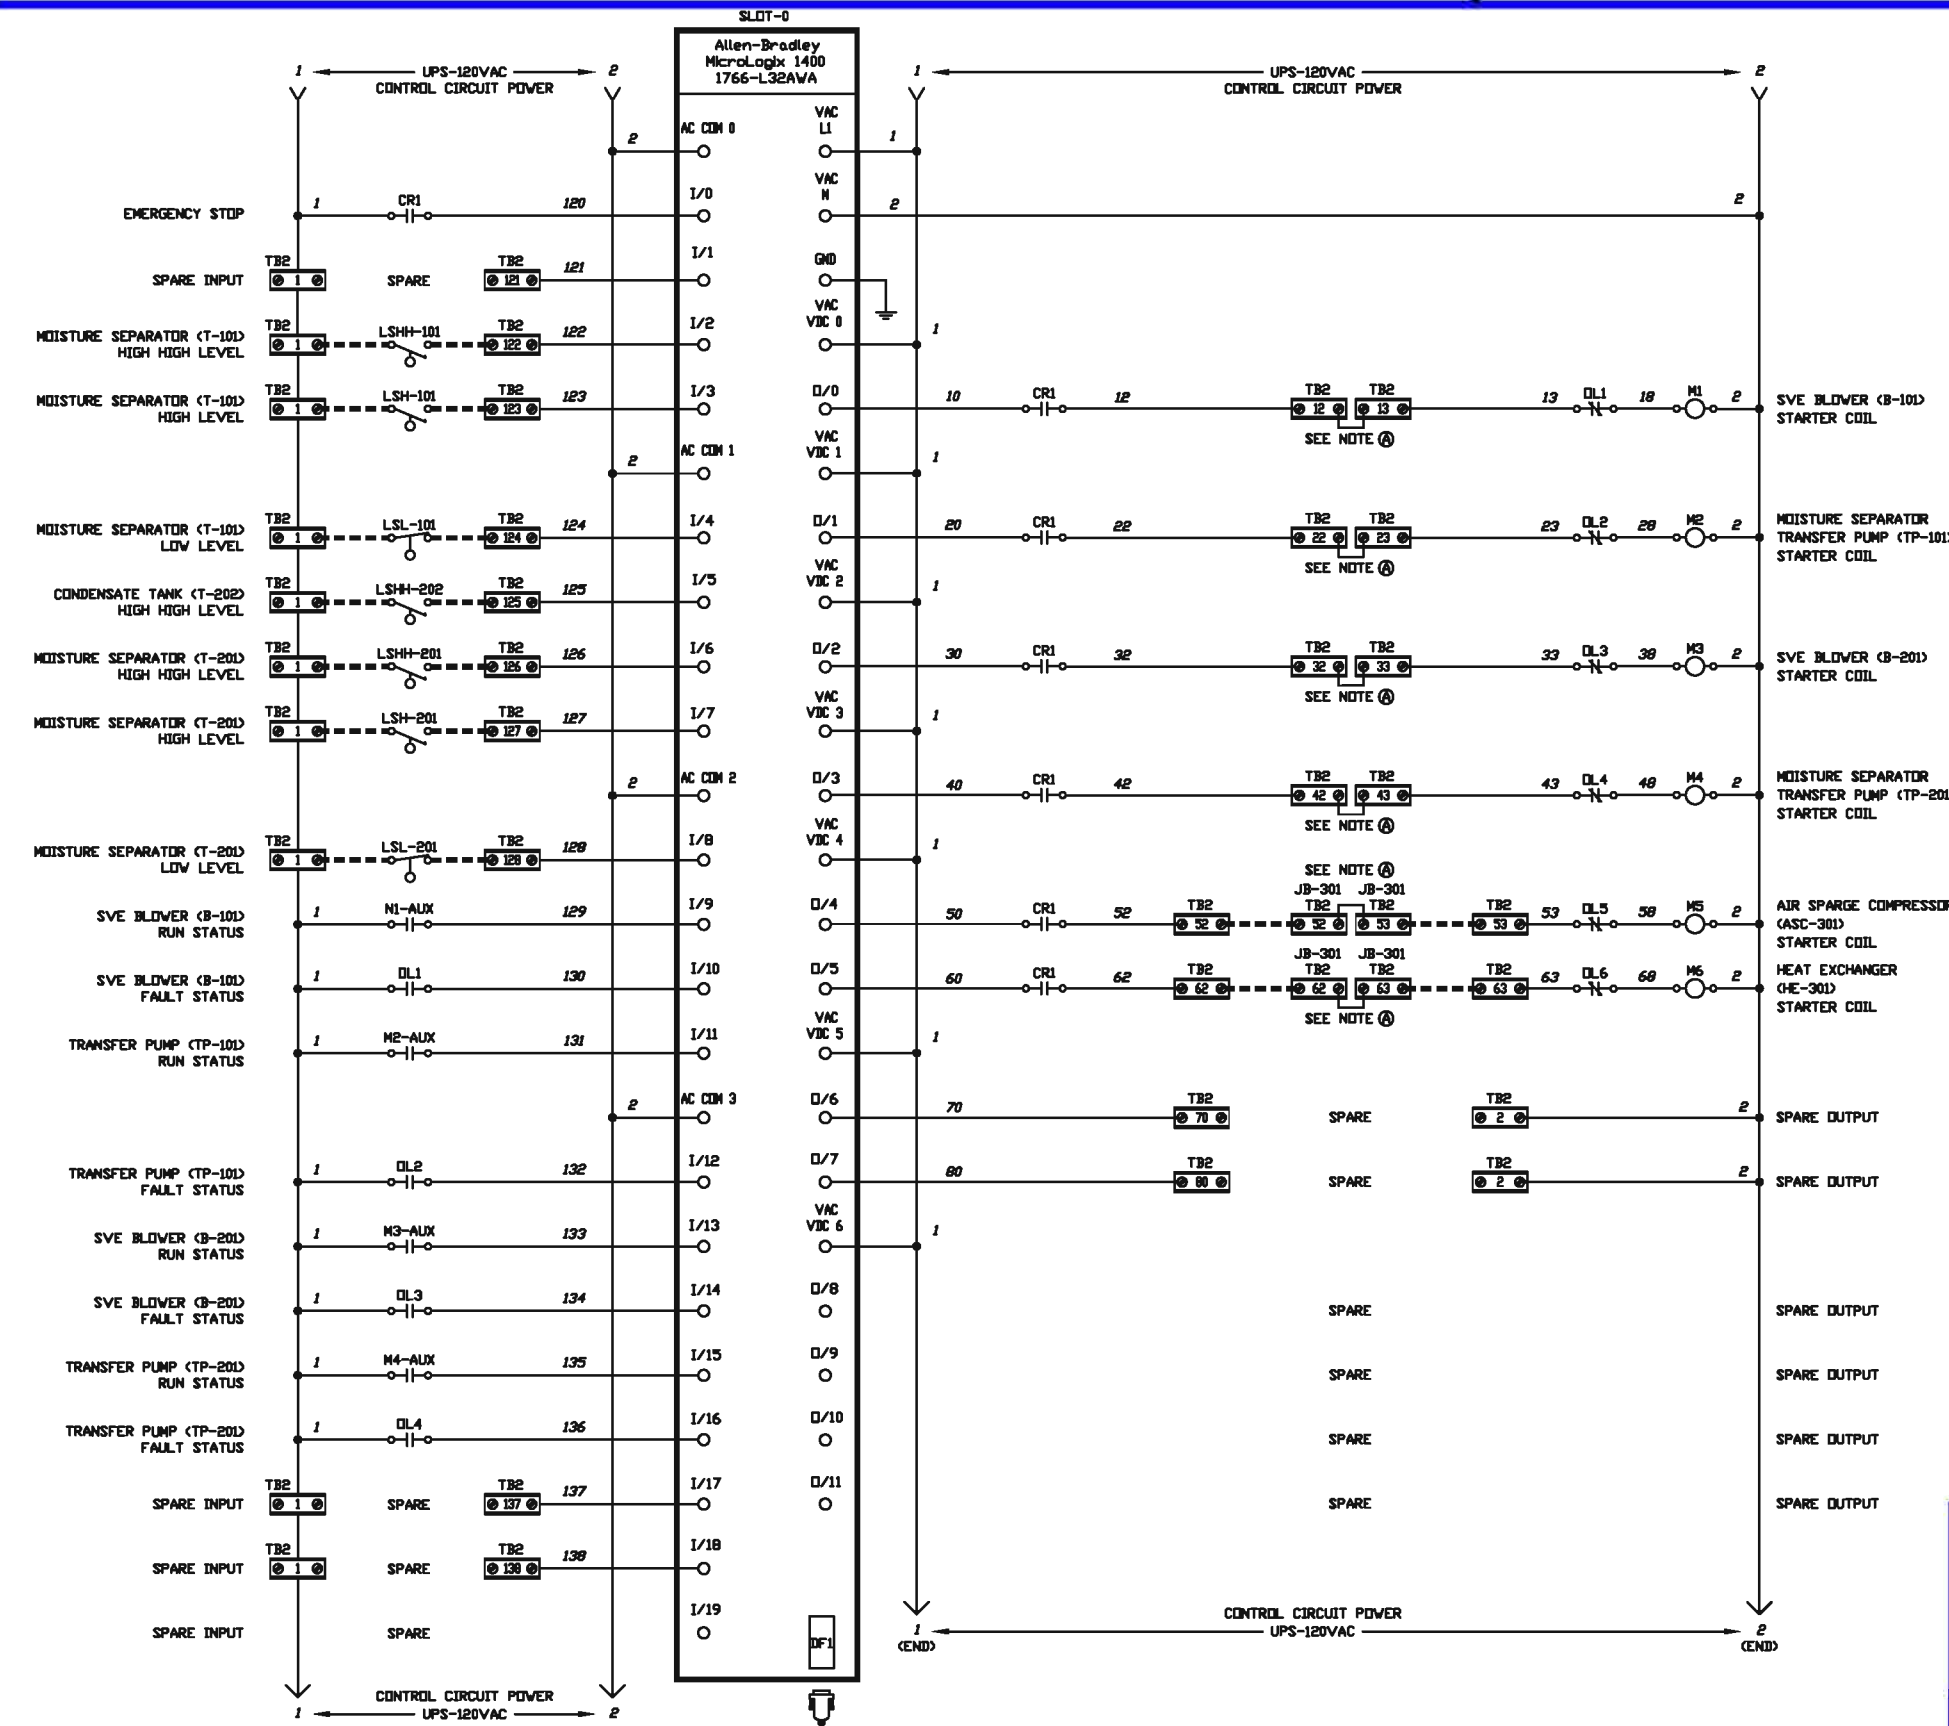 SLOT-0
Allen-Bradley
MicroLogix 1400
1766-L32AWA
1 UPS-120VAC 2
CONTROL CIRCUIT POWER
1 UPS-120VAC 2
CONTROL CIRCUIT POWER
2 AC COM 0
VAC
L1 1
EMERGENCY STOP
1 CR1 120 I/0
VAC
N 2 2
SPARE INPUT
TB2 TB2
1 SPARE 121 121 I/1
GND
MOISTURE SEPARATOR (T-101)
HIGH HIGH LEVEL
TB2 LSHH-101 TB2
1 122 122 I/2
VAC
VDC 0 1
MOISTURE SEPARATOR (T-101)
HIGH LEVEL
TB2 LSH-101 TB2
1 123 123 I/3
O/0 10 CR1 12
TB2 TB2
12 13
SEE NOTE A
13 OL1 18 M1 2
SVE BLOWER (B-101)
STARTER COIL
2 AC COM 1
VAC
VDC 1 1
MOISTURE SEPARATOR (T-101)
LOW LEVEL
TB2 LSL-101 TB2
1 124 124 I/4
O/1 20 CR1 22
TB2 TB2
22 23
SEE NOTE A
23 OL2 28 M2 2
MOISTURE SEPARATOR
TRANSFER PUMP (TP-101)
STARTER COIL
CONDENSATE TANK (T-202)
HIGH HIGH LEVEL
TB2 LSHH-202 TB2
1 125 125 I/5
VAC
VDC 2 1
MOISTURE SEPARATOR (T-201)
HIGH HIGH LEVEL
TB2 LSHH-201 TB2
1 126 126 I/6
O/2 30 CR1 32
TB2 TB2
32 33
SEE NOTE A
33 OL3 38 M3 2
SVE BLOWER (B-201)
STARTER COIL
MOISTURE SEPARATOR (T-201)
HIGH LEVEL
TB2 LSH-201 TB2
1 127 127 I/7
VAC
VDC 3 1
2 AC COM 2
O/3 40 CR1 42
TB2 TB2
42 43
SEE NOTE A
43 OL4 48 M4 2
MOISTURE SEPARATOR
TRANSFER PUMP (TP-201
STARTER COIL
MOISTURE SEPARATOR (T-201)
LOW LEVEL
TB2 LSL-201 TB2
1 128 128 I/8
VAC
VDC 4 1
SVE BLOWER (B-101)
RUN STATUS
1 N1-AUX 129 I/9
O/4 50 CR1 52
SEE NOTE A
JB-301 JB-301
TB2 TB2 TB2 TB2
52 52 53 53
53 OL5 58 M5 2
AIR SPARGE COMPRESSOR
(ASC-301)
STARTER COIL
SVE BLOWER (B-101)
FAULT STATUS
1 OL1 130 I/10
O/5 60 CR1 62
JB-301 JB-301
TB2 TB2 TB2 TB2
62 62 63 63
SEE NOTE A
63 OL6 68 M6 2
HEAT EXCHANGER
(HE-301)
STARTER COIL
TRANSFER PUMP (TP-101)
RUN STATUS
1 M2-AUX 131 I/11
VAC
VDC 5 1
2 AC COM 3
O/6 70
TB2 TB2
70 SPARE 2 2 SPARE OUTPUT
TRANSFER PUMP (TP-101)
FAULT STATUS
1 OL2 132 I/12
O/7 80
TB2 TB2
80 SPARE 2 2 SPARE OUTPUT
SVE BLOWER (B-201)
RUN STATUS
1 M3-AUX 133 I/13
VAC
VDC 6 1
SVE BLOWER (B-201)
FAULT STATUS
1 OL3 134 I/14
O/8 SPARE SPARE OUTPUT
TRANSFER PUMP (TP-201)
RUN STATUS
1 M4-AUX 135 I/15
O/9 SPARE SPARE OUTPUT
TRANSFER PUMP (TP-201)
FAULT STATUS
1 OL4 136 I/16
O/10 SPARE SPARE OUTPUT
SPARE INPUT
TB2 TB2
1 SPARE 137 137 I/17
O/11 SPARE SPARE OUTPUT
SPARE INPUT
TB2 TB2
1 SPARE 138 138 I/18
SPARE INPUT SPARE I/19
DF1
CONTROL CIRCUIT POWER
1 UPS-120VAC 2
(END) (END)
CONTROL CIRCUIT POWER
1 UPS-120VAC 2